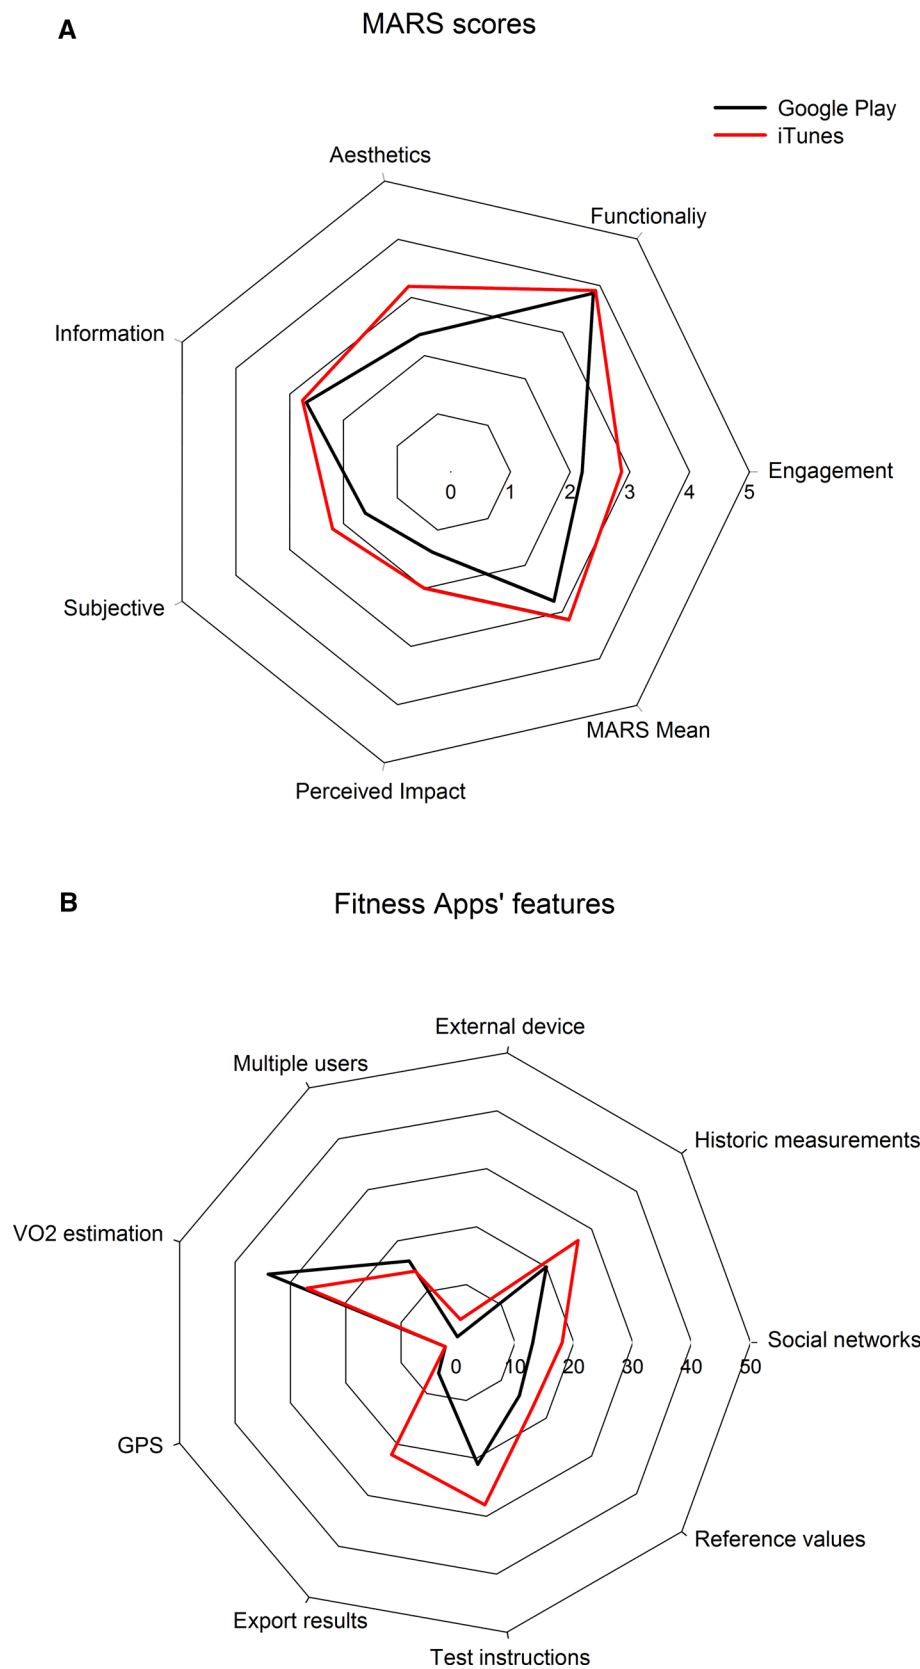 A
MARS scores
Google Play
iTunes
Aesthetics
Functionaliy
Information
Engagement
0 1 2 3 4 5
Subjective
MARS Mean
Perceived Impact
B
Fitness Apps' features
External device
Multiple users
Historic measurements
VO2 estimation
Social networks
0 10 20 30 40 50
GPS
Reference values
Export results
Test instructions